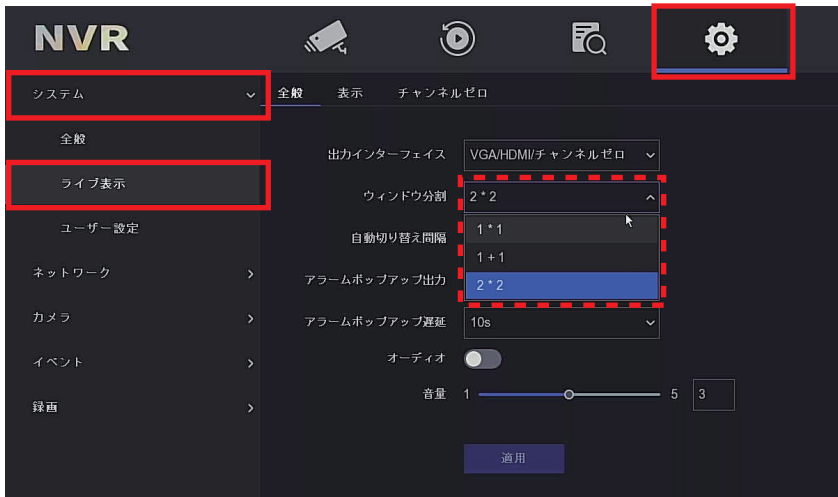 NVR
システム
全般
ライブ表示
ユーザー設定
ネットワーク
カメラ
イベント
録画
全般 表示 チャンネルゼロ
出力インターフェイス VGA/HDMI/チャンネルゼロ
ウィンドウ分割 2 * 2
1 * 1
自動切り替え間隔
1 + 1
アラームポップアップ出力 2 * 2
アラームポップアップ遅延 10s
オーディオ
音量 1 5 3
適用